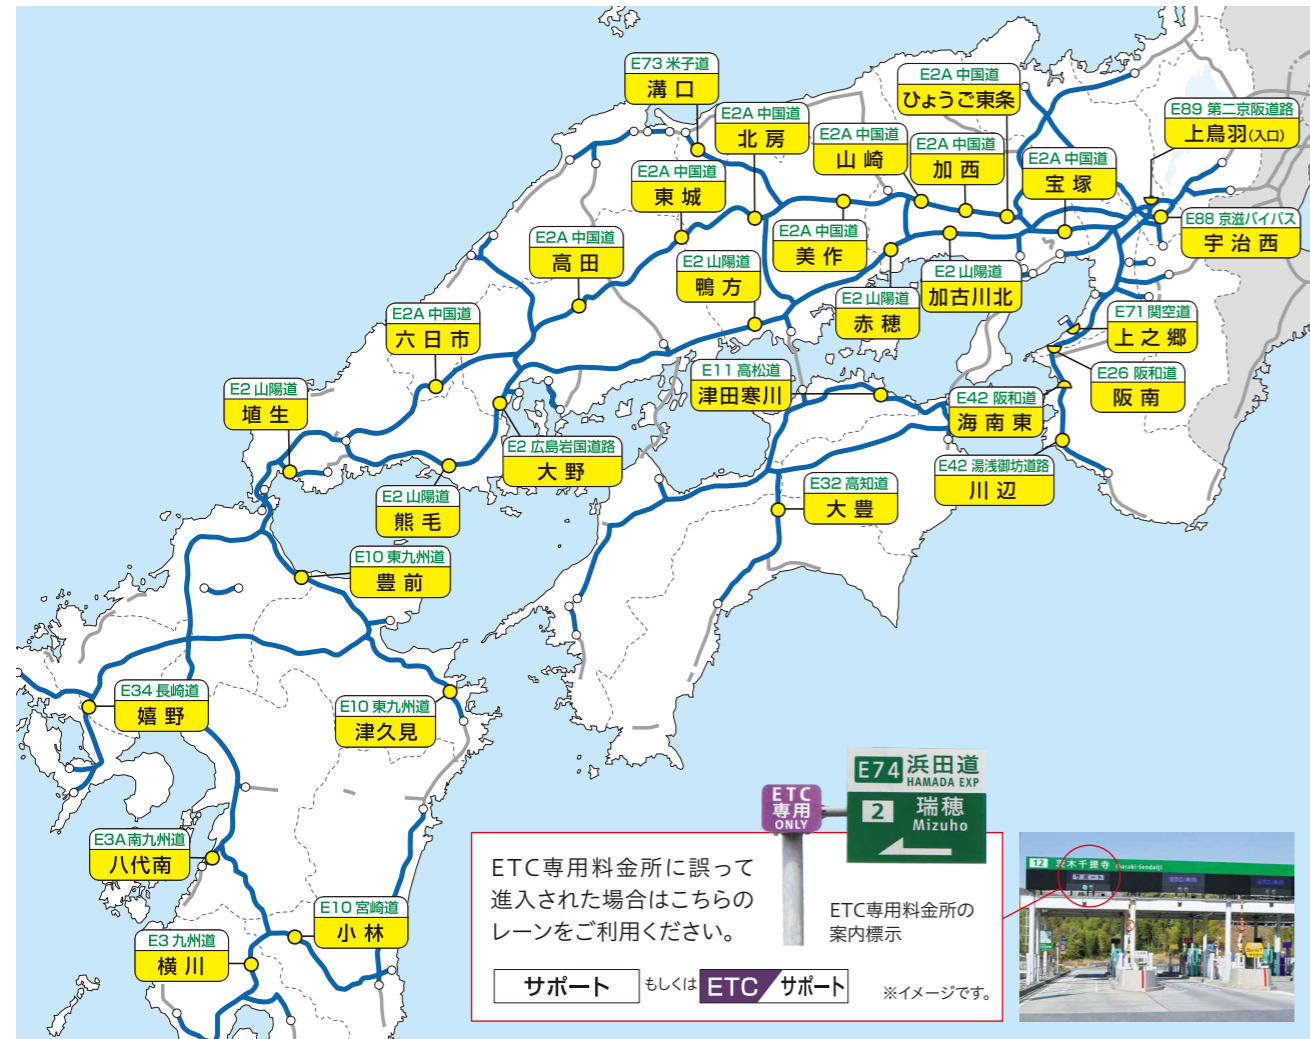 E73 米子道
溝口
E2A 中国道
北房
E2A 中国道
ひょうご東条
E89 第二京阪道路
上鳥羽(入口)
E2A 中国道
山崎
E2A 中国道
加西
E2A 中国道
宝塚
E2A 中国道
東城
E88 京滋バイパス
宇治西
E2A 中国道
美作
E2A 中国道
高田
E2 山陽道
鴨方
E2 山陽道
赤穂
E2 山陽道
加古川北
E71 関空道
上之郷
E2A 中国道
六日市
E26 阪和道
阪南
E11 高松道
津田寒川
E42 阪和道
海南東
E2 山陽道
埴生
E2 広島岩国道路
大野
E42 湯浅御坊道路
川辺
E2 山陽道
熊毛
E32 高知道
大豊
E10 東九州道
豊前
E34 長崎道
嬉野
E10 東九州道
津久見
E3A 南九州道
八代南
E10 宮崎道
小林
E3 九州道
横川
E74 浜田道
HAMADA EXP
2 瑞穂
Mizuho
ETC
専用
ONLY
ETC専用料金所に誤って
進入された場合はこちらの
レーンをご利用ください。
サポート もしくは ETC サポート
ETC専用料金所の
案内標示
※イメージです。
12 茨木千提寺 Ibaraki-Sendaiji
サポート